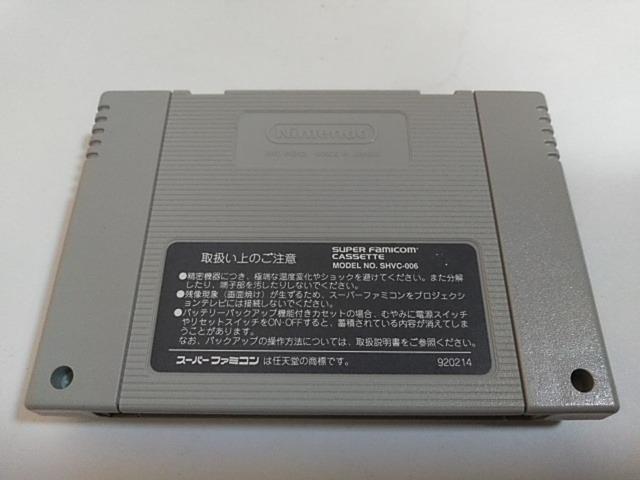 Nintendo
取扱い上のご注意
SUPER FAMICOM
CASSETTE
MODEL NO. SHVC-006
●精密機器につき、極端な温度変化やショックを避けてください。また分解
したり、端子部を汚したりしないでください。
●残像現象（画面焼け）が生ずるため、スーパーファミコンをプロジェクシ
ョンテレビには接続しないでください。
●バッテリーバックアップ機能付きカセットの場合、むやみに電源スイッチ
やリセットスイッチをON・OFFすると、蓄積されている内容が消えてしま
うことがあります。
なお、バックアップの操作方法については、取扱説明書をご参照ください。
スーパーファミコン は任天堂の商標です。
920214